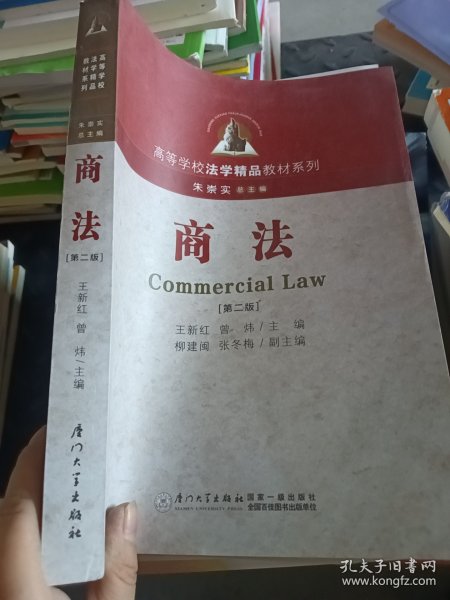 高等学校
法学精品
教材系列
朱崇实
总主编
商法
[第二版]
王新红 曾炜/主编
厦门大学出版社
高等学校法学精品教材系列
朱崇实 总主编
商法
Commercial Law
[第二版]
王新红 曾炜/主编
柳建闽 张冬梅/副主编
厦门大学出版社
XIAMEN UNIVERSITY PRESS
国家一级出版社
全国百佳图书出版单位
孔夫子旧书网
www.kongfz.com